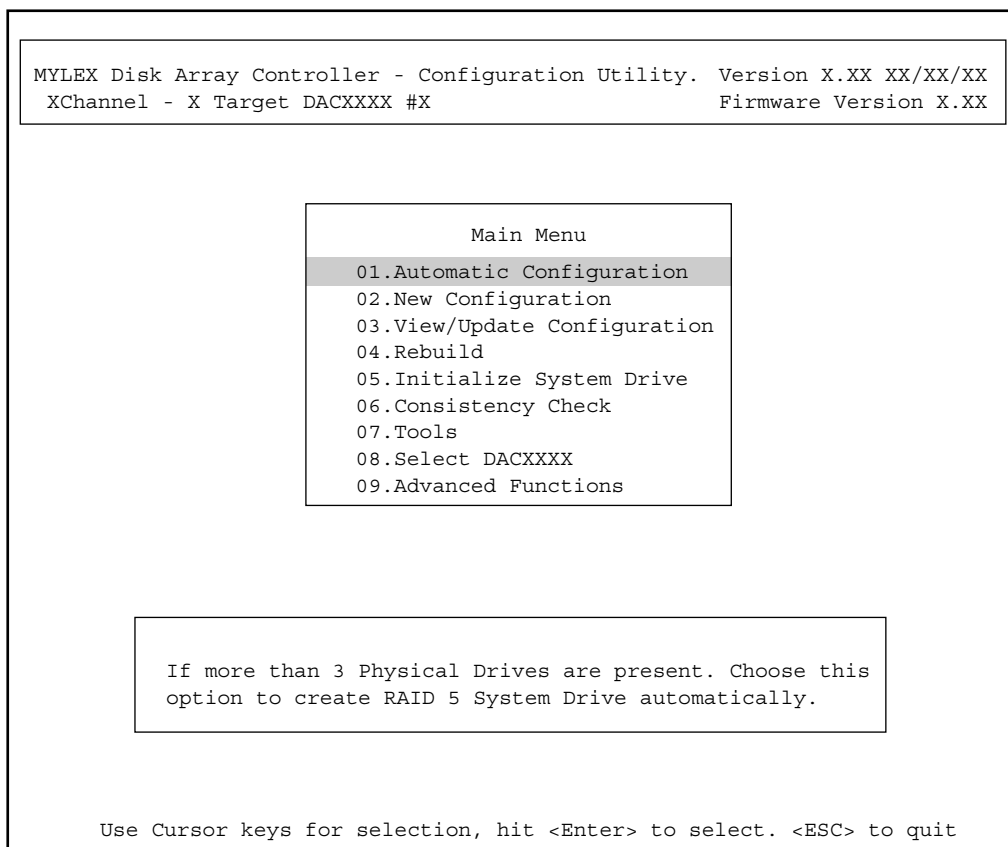 MYLEX Disk Array Controller - Configuration Utility. Version X.XX XX/XX/XX
XChannel - X Target DACXXXX #X Firmware Version X.XX
Main Menu
01.Automatic Configuration
02.New Configuration
03.View/Update Configuration
04.Rebuild
05.Initialize System Drive
06.Consistency Check
07.Tools
08.Select DACXXXX
09.Advanced Functions
If more than 3 Physical Drives are present. Choose this
option to create RAID 5 System Drive automatically.
Use Cursor keys for selection, hit <Enter> to select. <ESC> to quit